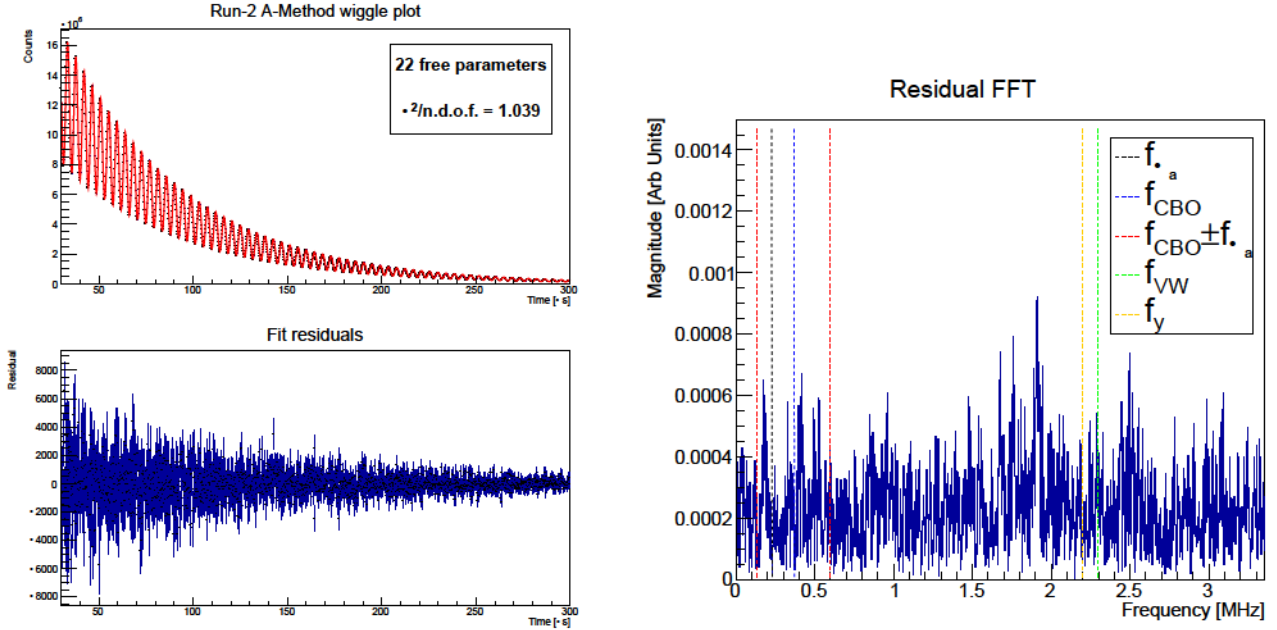 Run-2 A-Method wiggle plot
•10⁶
Counts
16
14
12
10
8
6
4
2
0
22 free parameters
•²/n.d.o.f. = 1.039
50 100 150 200 250 300
Time [•s]
Fit residuals
Residual
8000
6000
4000
2000
0
•2000
•4000
•6000
•8000
50 100 150 200 250 300
Time [•s]
Residual FFT
Magnitude [Arb Units]
0.0014
0.0012
0.001
0.0008
0.0006
0.0004
0.0002
0
f•a
fCBO
fCBO±f•a
fVW
fy
0 0.5 1 1.5 2 2.5 3
Frequency [MHz]